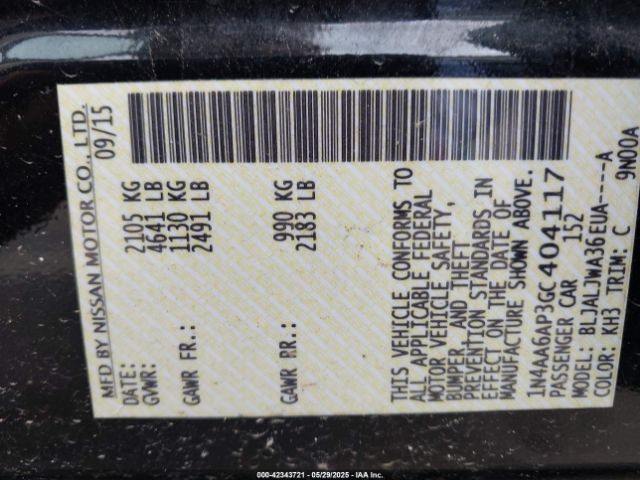 MFD BY NISSAN MOTOR CO., LTD.
DATE: 09/15
GVWR: 2105 KG
4641 LB
GAWR FR.: 1130 KG
2491 LB
GAWR RR.: 990 KG
2183 LB
THIS VEHICLE CONFORMS TO
ALL APPLICABLE FEDERAL
MOTOR VEHICLE SAFETY,
BUMPER, AND THEFT
PREVENTION STANDARDS IN
EFFECT ON THE DATE OF
MANUFACTURE SHOWN ABOVE.
1N4AA6AP3GC404117
PASSENGER CAR 152
MODEL: BLJALJWA36EUA----A
COLOR: KH3 TRIM: C 9N00A
000-42343721 - 05/29/2025 - IAA Inc.